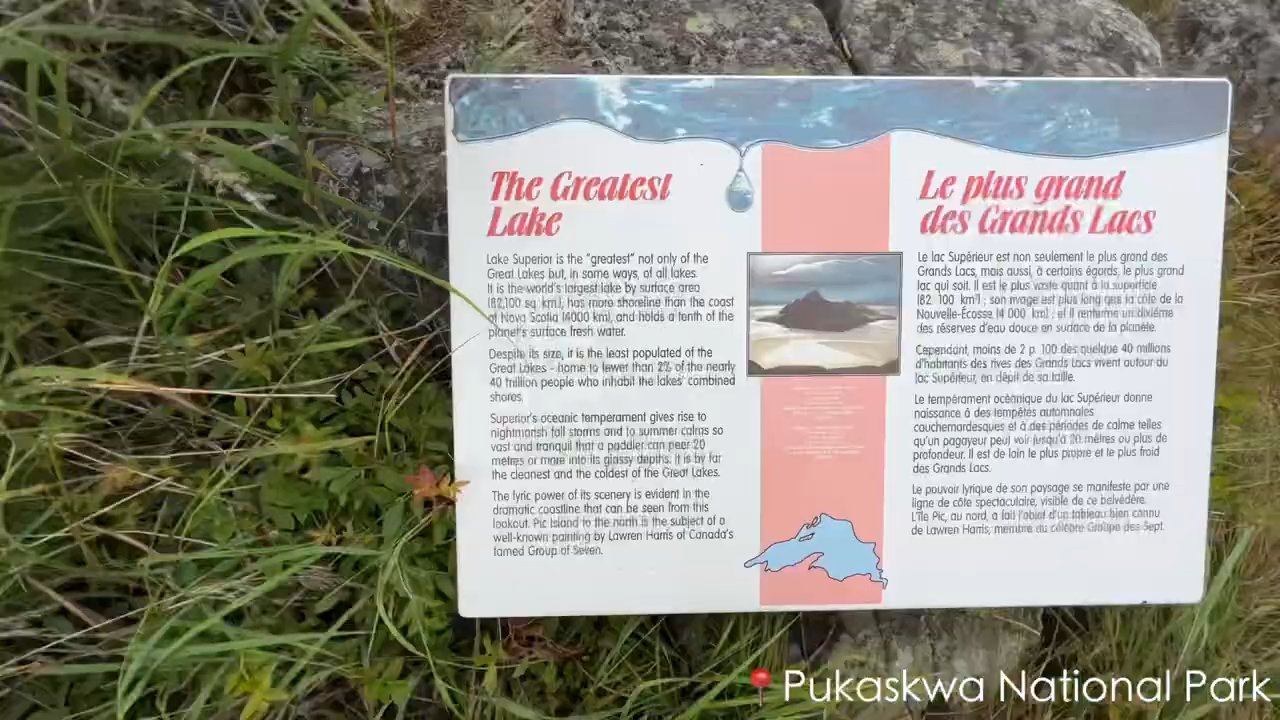 The Greatest
Lake
Lake Superior is the "greatest" not only of the
Great Lakes but, in some ways, of all lakes.
It is the world's largest lake by surface area
(82,100 sq. km), has more shoreline than the coast
of Nova Scotia (4000 km), and holds a tenth of the
planet's surface fresh water.
Despite its size, it is the least populated of the
Great Lakes - home to fewer than 2% of the nearly
40 million people who inhabit the lakes' combined
shores.
Superior's oceanic temperament gives rise to
nightmarish fall storms and to summer calms so
vast and tranquil that a paddler can peer 20
metres or more into its glassy depths. It is by far
the cleanest and the coldest of the Great Lakes.
The lyric power of its scenery is evident in the
dramatic coastline that can be seen from this
lookout. Pic Island to the north is the subject of a
well-known painting by Lawren Harris of Canada's
famed Group of Seven.
Le plus grand
des Grands Lacs
Le lac Supérieur est non seulement le plus grand des
Grands Lacs, mais aussi, à certains égards, le plus grand
lac qui soit. Il est le plus vaste quant à la superficie
(82 100 km²) ; son rivage est plus long que la côte de la
Nouvelle-Écosse (4 000 km) ; et il renferme un dixième
des réserves d'eau douce en surface de la planète.
Cependant, moins de 2 p. 100 des quelque 40 millions
d'habitants des rives des Grands Lacs vivent autour du
lac Supérieur, en dépit de sa taille.
Le tempérament océanique du lac Supérieur donne
naissance à des tempêtes automnales
cauchemardesques et à des périodes de calme telles
qu'un pagayeur peut voir jusqu'à 20 mètres ou plus de
profondeur. Il est de loin le plus propre et le plus froid
des Grands Lacs.
Le pouvoir lyrique de son paysage se manifeste par une
ligne de côte spectaculaire, visible de ce belvédère.
L'île Pic, au nord, a fait l'objet d'un tableau bien connu
de Lawren Harris, membre du célèbre Groupe des Sept.
Pukaskwa National Park